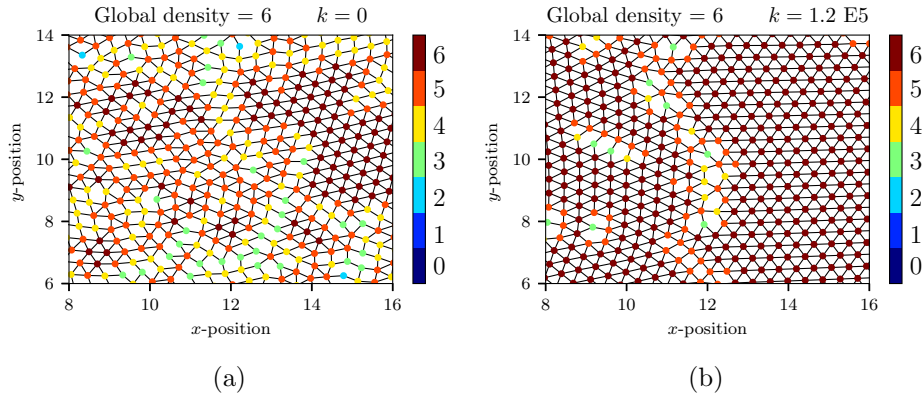 Global density = 6 k = 0
14
12
10
8
6
y-position
8 10 12 14 16
x-position
6
5
4
3
2
1
0
(a)
Global density = 6 k = 1.2 E5
14
12
10
8
6
y-position
8 10 12 14 16
x-position
6
5
4
3
2
1
0
(b)